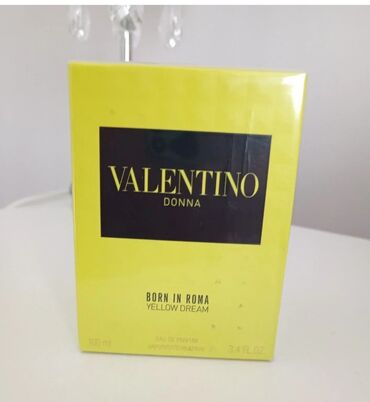 VALENTINO
DONNA
BORN IN ROMA
YELLOW DREAM
EAU DE PARFUM
100 ml 3.4 FL.OZ.